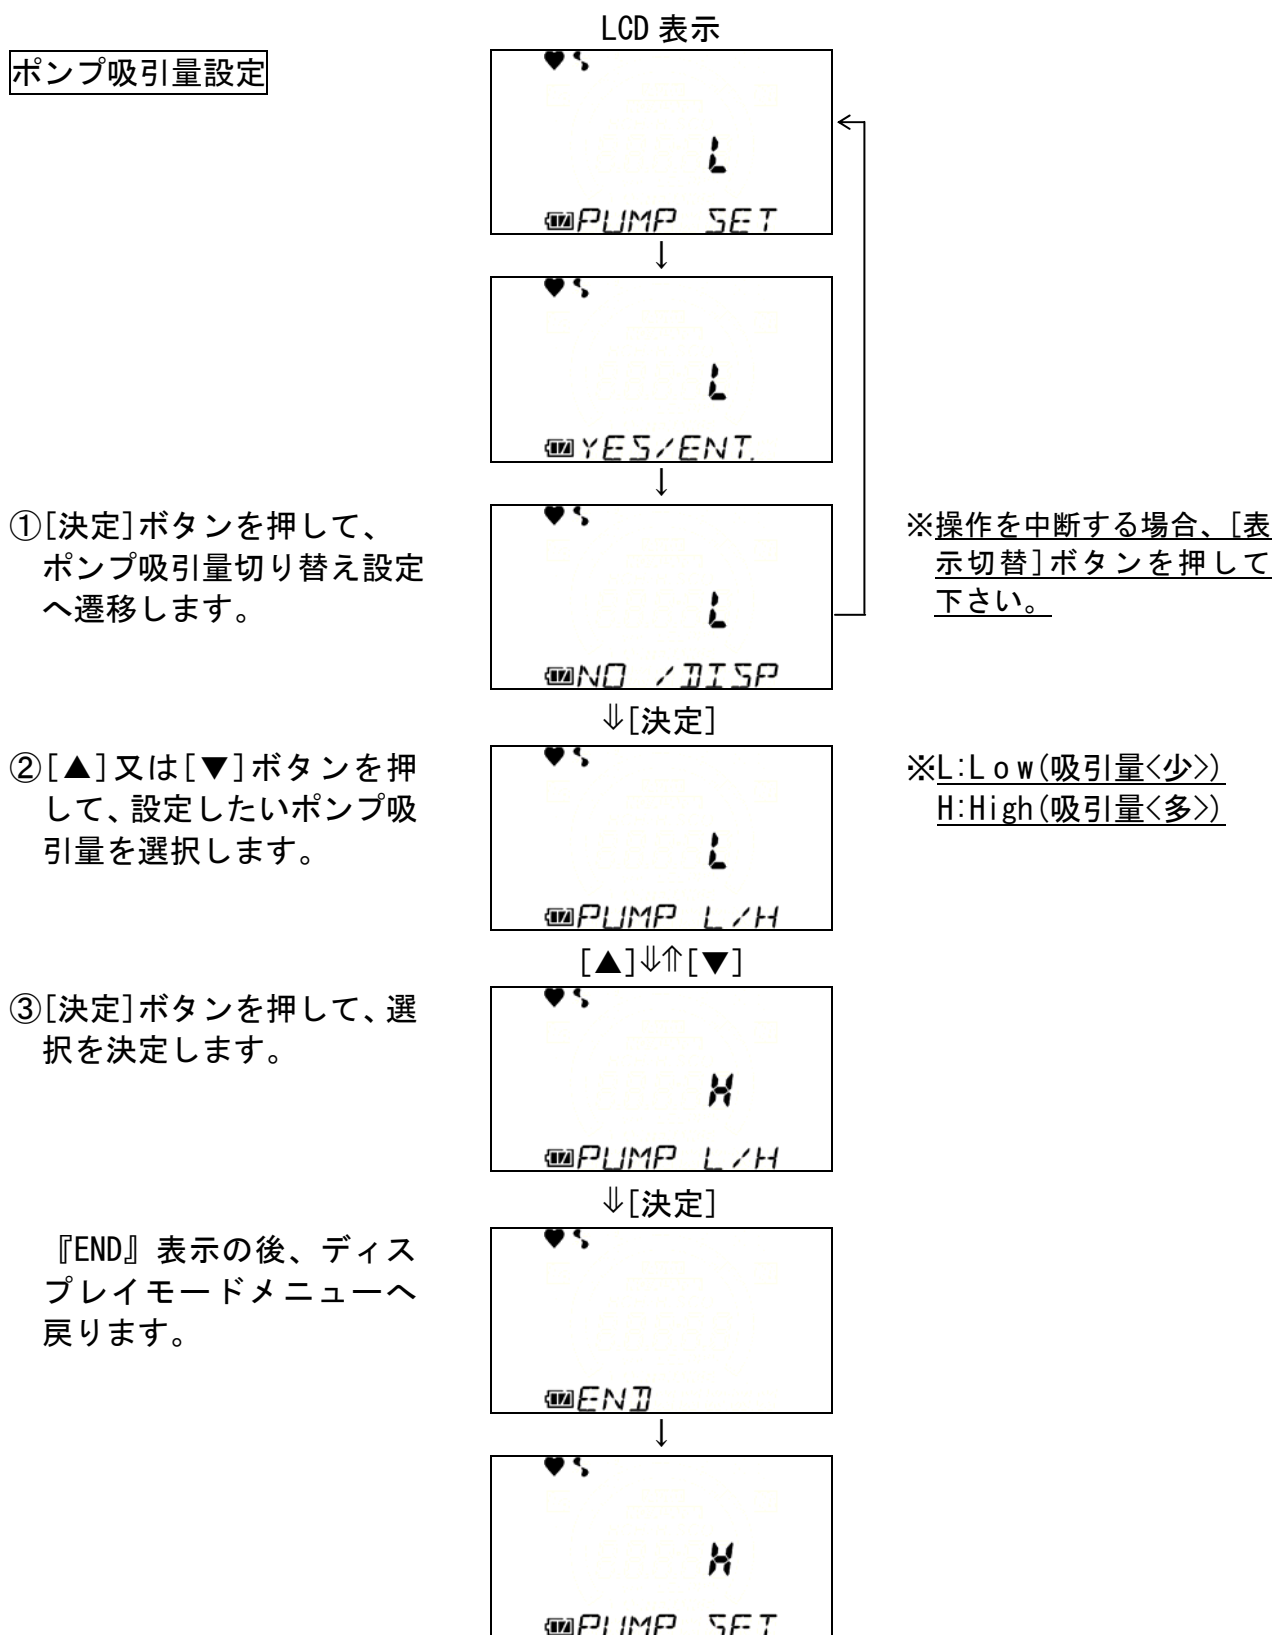 LCD 表示
ポンプ吸引量設定
L
PUMP SET
↓
L
YES/ENT.
↓
①[決定]ボタンを押して、
ポンプ吸引量切り替え設定
へ遷移します。
L
NO /DISP
※操作を中断する場合、[表
示切替]ボタンを押して
下さい。
⇓[決定]
②[▲]又は[▼]ボタンを押
して、設定したいポンプ吸
引量を選択します。
L
PUMP L/H
※L:Low(吸引量<少>)
H:High(吸引量<多>)
[▲]⇓⇑[▼]
③[決定]ボタンを押して、選
択を決定します。
H
PUMP L/H
⇓[決定]
『END』表示の後、ディス
プレイモードメニューへ
戻ります。
END
↓
H
PUMP SET